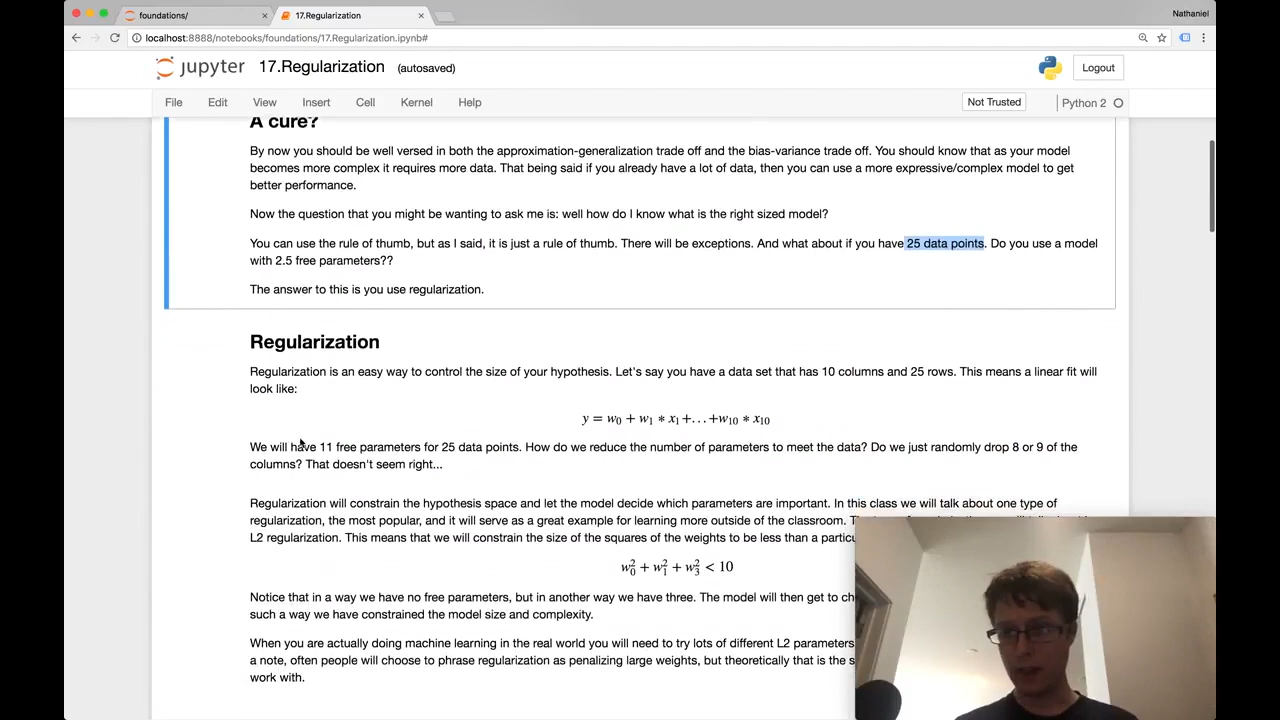 foundations/
17.Regularization
Nathaniel
localhost:8888/notebooks/foundations/17.Regularization.ipynb#
jupyter 17.Regularization (autosaved)
Logout
File Edit View Insert Cell Kernel Help
Not Trusted
Python 2
A cure?
By now you should be well versed in both the approximation-generalization trade off and the bias-variance trade off. You should know that as your model
becomes more complex it requires more data. That being said if you already have a lot of data, then you can use a more expressive/complex model to get
better performance.
Now the question that you might be wanting to ask me is: well how do I know what is the right sized model?
You can use the rule of thumb, but as I said, it is just a rule of thumb. There will be exceptions. And what about if you have 25 data points. Do you use a model
with 2.5 free parameters??
The answer to this is you use regularization.
Regularization
Regularization is an easy way to control the size of your hypothesis. Let's say you have a data set that has 10 columns and 25 rows. This means a linear fit will
look like:
y = w₀ + w₁ ∗ x₁+…+w₁₀ ∗ x₁₀
We will have 11 free parameters for 25 data points. How do we reduce the number of parameters to meet the data? Do we just randomly drop 8 or 9 of the
columns? That doesn't seem right...
Regularization will constrain the hypothesis space and let the model decide which parameters are important. In this class we will talk about one type of
regularization, the most popular, and it will serve as a great example for learning more outside of the classroom.
L2 regularization. This means that we will constrain the size of the squares of the weights to be less than a
w₀² + w₁² + w₃² < 10
Notice that in a way we have no free parameters, but in another way we have three. The model will then get to
such a way we have constrained the model size and complexity.
When you are actually doing machine learning in the real world you will need to try lots of different L2 parameters
a note, often people will choose to phrase regularization as penalizing large weights, but theoretically that is the
work with.